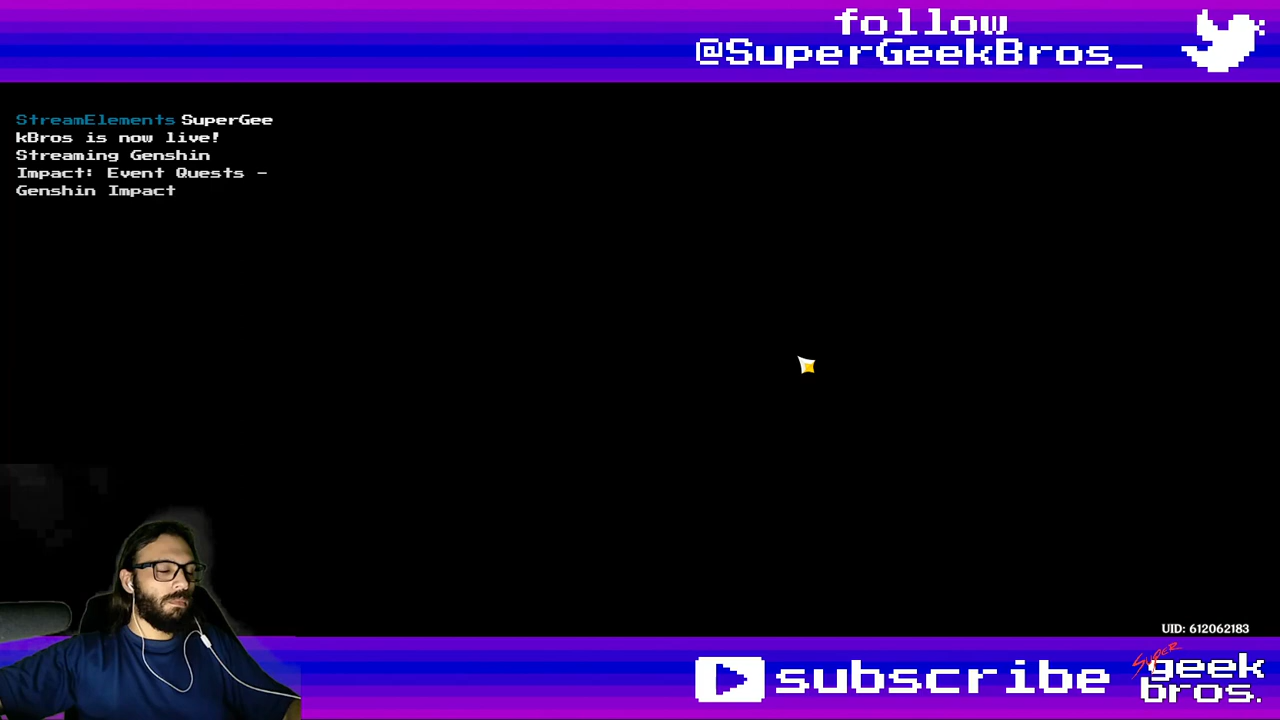 follow
@SuperGeekBros_
StreamElements SuperGee
kBros is now live!
Streaming Genshin
Impact: Event Quests -
Genshin Impact
UID: 612062183
subscribe
super
geek
bros.